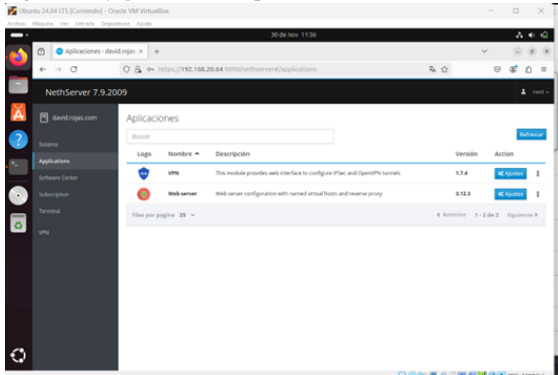 Ubuntu 24.04 LTS [Corriendo] - Oracle VM VirtualBox
Archivo Máquina Ver Entrada Dispositivos Ayuda
30 de nov 11:36
Aplicaciones - david.rojas. × +
https://192.168.20.64:9090/nethserver#/applications
NethServer 7.9.2009
root
david.rojas.com
Sistema
Applications
Software Center
Subscription
Terminal
VPN
Aplicaciones
Buscar
Refrescar
Logo Nombre Descripción Versión Accion
VPN This module provides web interface to configure IPSec and OpenVPN tunnels 1.7.4 Ajustes
Web server Web server configuration with named virtual hosts and reverse proxy 3.12.3 Ajustes
Filas por pagina 25 Anterior 1 - 2 de 2 Siguiente